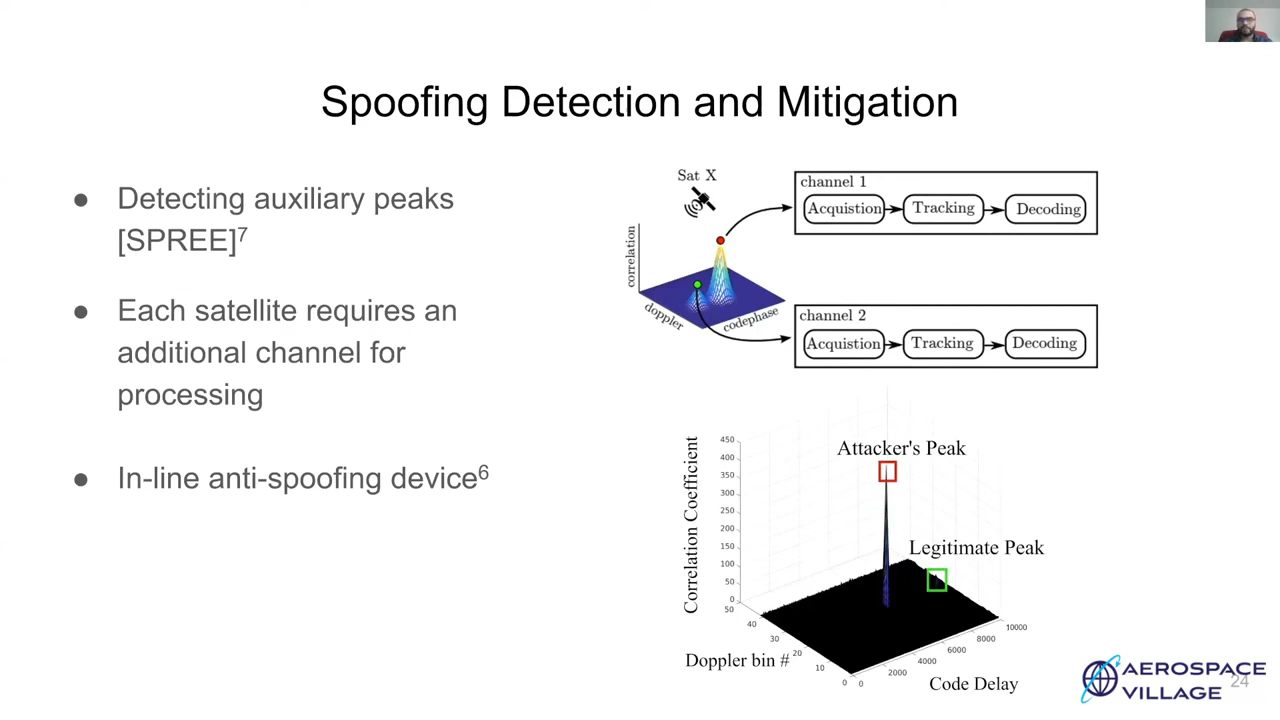 Spoofing Detection and Mitigation
● Detecting auxiliary peaks
[SPREE]7
● Each satellite requires an
additional channel for
processing
● In-line anti-spoofing device6
Sat X
correlation
doppler
codephase
channel 1
Acquistion
Tracking
Decoding
channel 2
Acquistion
Tracking
Decoding
Attacker's Peak
Legitimate Peak
Correlation Coefficient
450
400
350
300
250
200
150
100
50
0
50
40
30
20
10
0
Doppler bin #
0
2000
4000
6000
8000
10000
Code Delay
AEROSPACE
VILLAGE
24